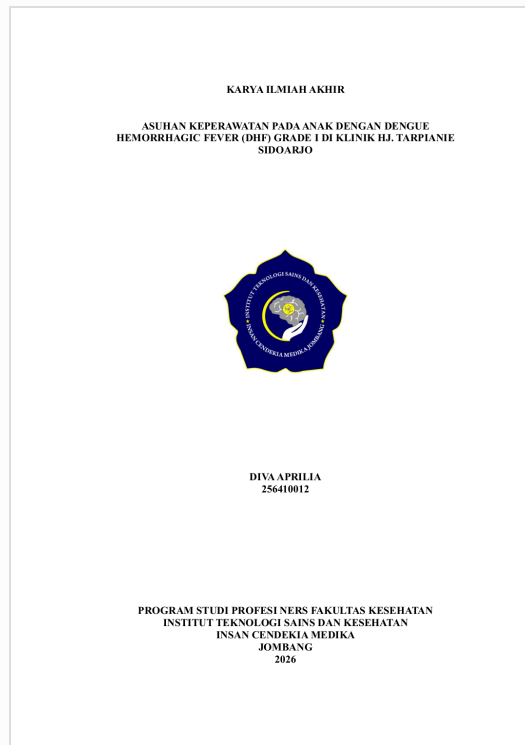 KARYA ILMIAH AKHIR
ASUHAN KEPERAWATAN PADA ANAK DENGAN DENGUE
HEMORRHAGIC FEVER (DHF) GRADE I DI KLINIK HJ. TARPIANIE
SIDOARJO
INSTITUT TEKNOLOGI SAINS DAN KESEHATAN
INSAN CENDEKIA MEDIKA JOMBANG
DIVA APRILIA
256410012
PROGRAM STUDI PROFESI NERS FAKULTAS KESEHATAN
INSTITUT TEKNOLOGI SAINS DAN KESEHATAN
INSAN CENDEKIA MEDIKA
JOMBANG
2026